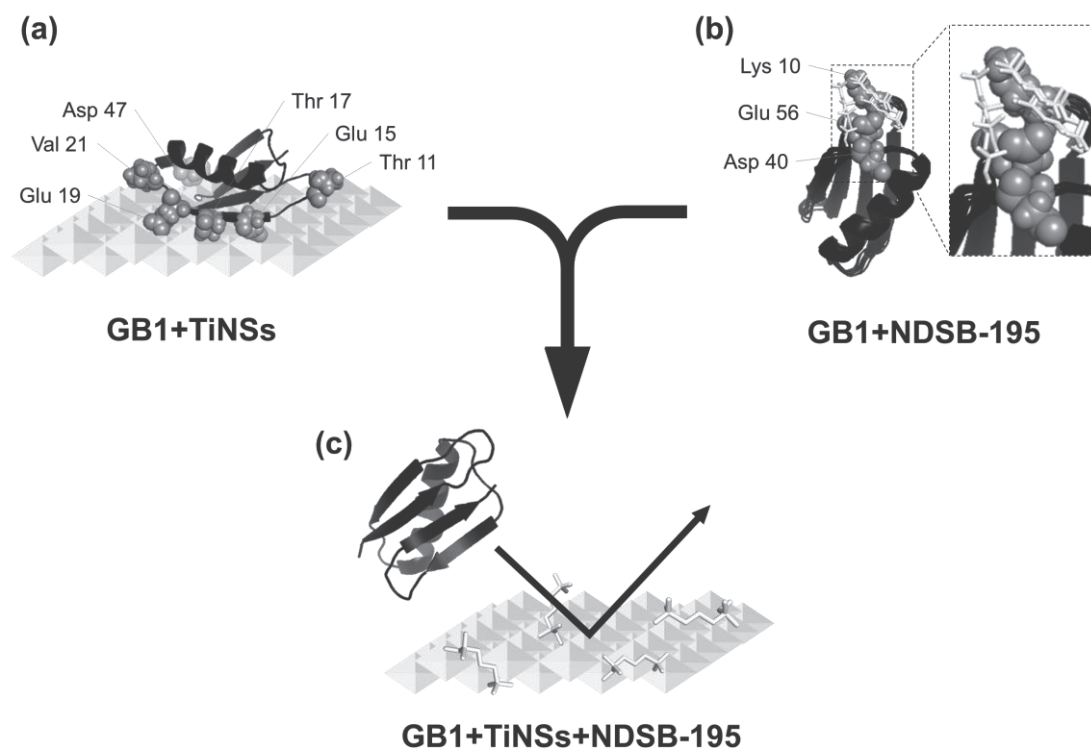 (a)
Asp 47
Thr 17
Val 21
Glu 15
Glu 19
Thr 11
GB1+TiNSs
(b)
Lys 10
Glu 56
Asp 40
GB1+NDSB-195
(c)
GB1+TiNSs+NDSB-195